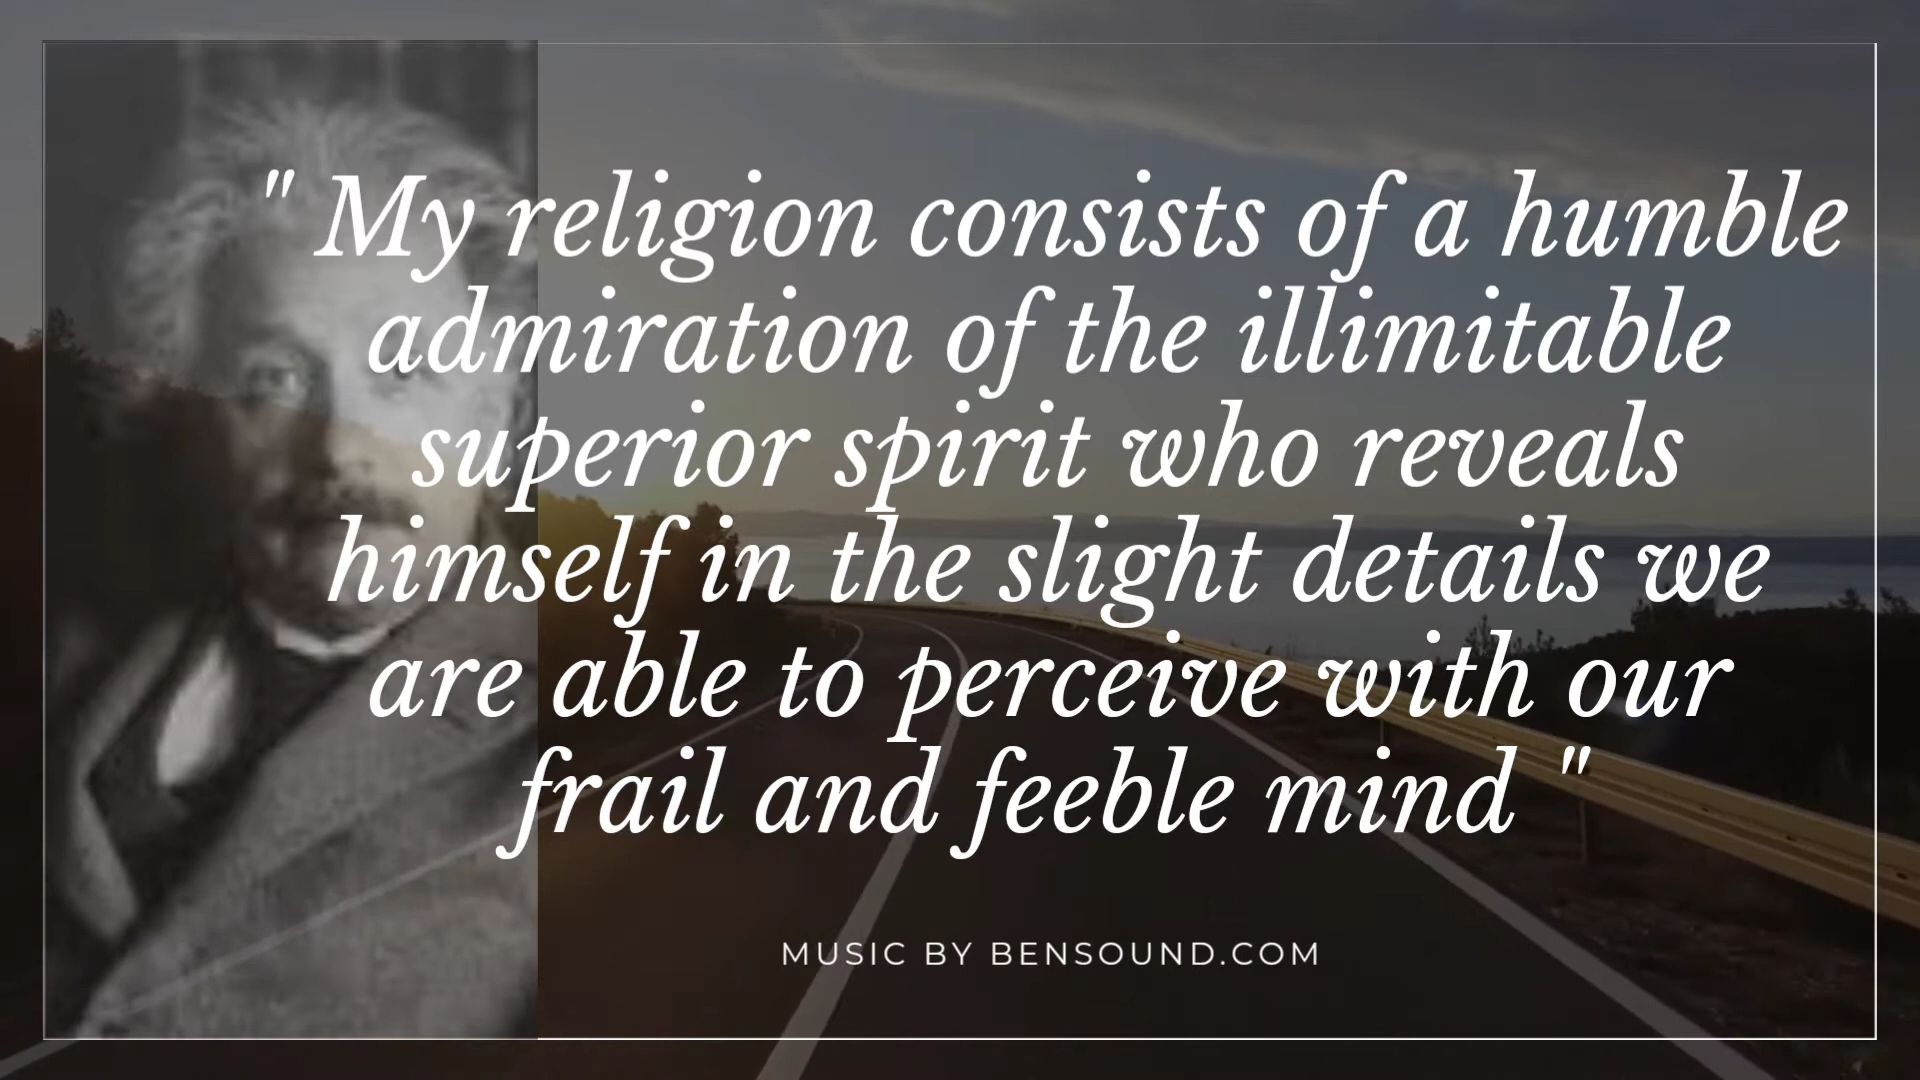 " My religion consists of a humble
admiration of the illimitable
superior spirit who reveals
himself in the slight details we
are able to perceive with our
frail and feeble mind "
MUSIC BY BENSOUND.COM